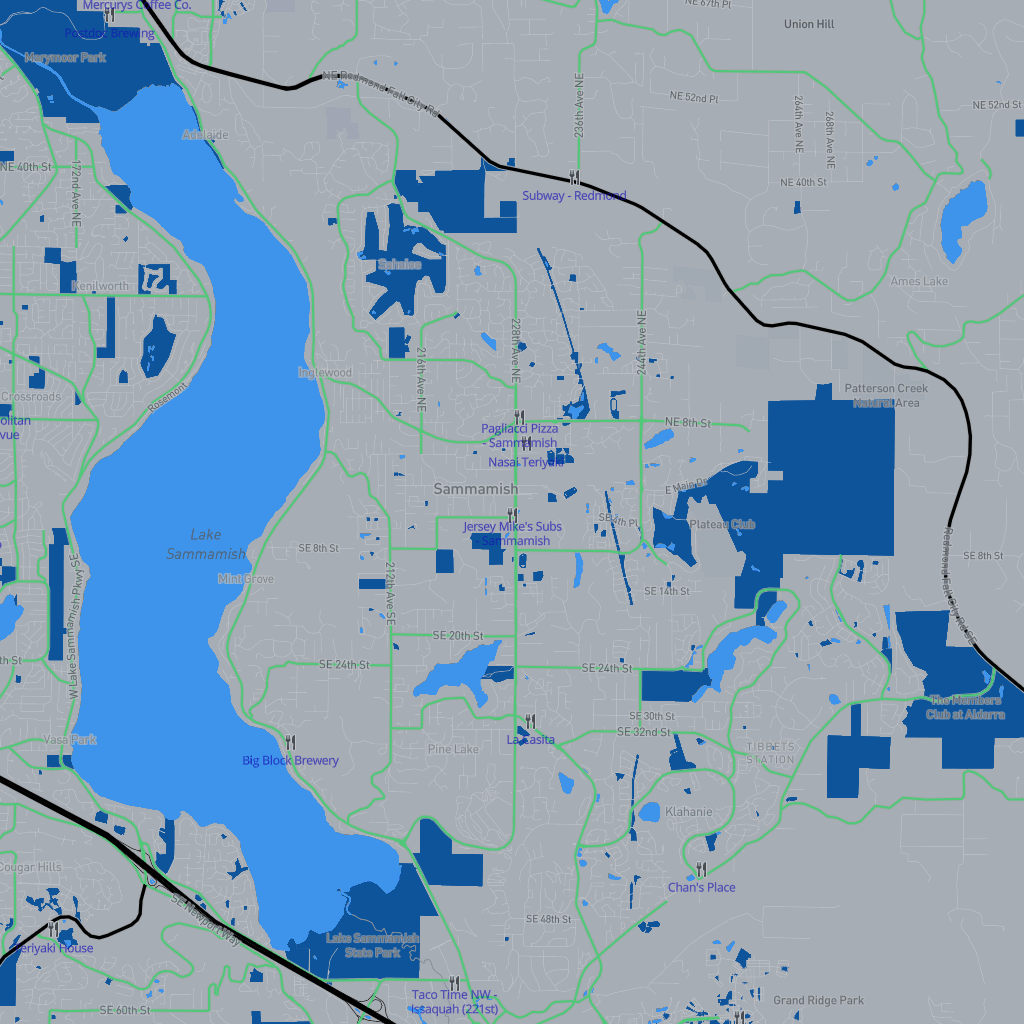 Mercurys Coffee Co.
NE 67th Pl
Union Hill
Postdoc Brewing
Marymoor Park
NE Redmond Fall City Rd
236th Ave NE
NE 52nd Pl
264th Ave NE
268th Ave NE
NE 52nd St
Adelaide
NE 40th St
172nd Ave NE
NE 40th St
Subway - Redmond
Sahalee
Kenilworth
Ames Lake
228th Ave NE
244th Ave NE
216th Ave NE
Inglewood
Rosemont
Crossroads
Patterson Creek
Natural Area
olitan
vue
Pagliacci Pizza
- Sammamish
NE 8th St
Nasai Teriyaki
Sammamish
E Main Dr
Jersey Mike's Subs
- Sammamish
SE 4th Pl
Plateau Club
Lake
Sammamish
SE 8th St
SE 8th St
Redmond Fall City Rd SE
Mint Grove
212th Ave SE
SE 14th St
W Lake Sammamish Pkwy SE
SE 20th St
th St
SE 24th St
SE 24th St
The Members
Club at Aldarra
SE 30th St
SE 32nd St
Vasa Park
Pine Lake
La Casita
TIBBETS
STATION
Big Block Brewery
Klahanie
Cougar Hills
Chan's Place
SE Newport Way
SE 48th St
Teriyaki House
Lake Sammamish
State Park
Taco Time NW -
Issaquah (221st)
SE 60th St
Grand Ridge Park